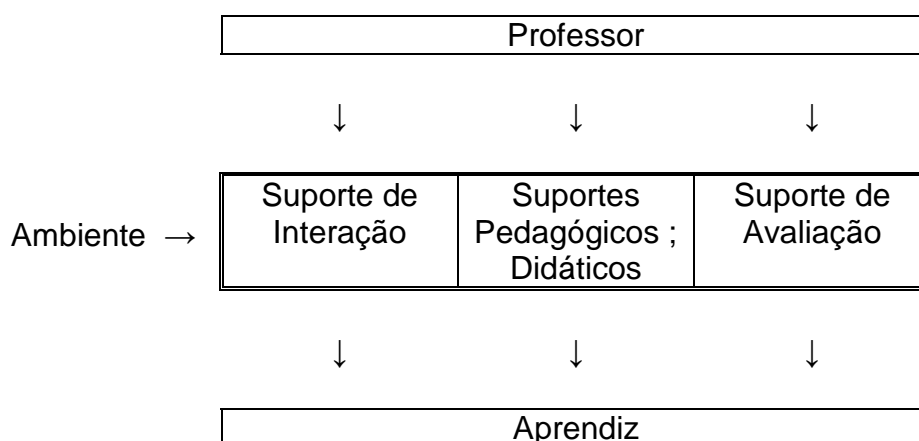 Professor
↓ ↓ ↓
Ambiente →
Suporte de
Interação
Suportes
Pedagógicos ;
Didáticos
Suporte de
Avaliação
↓ ↓ ↓
Aprendiz